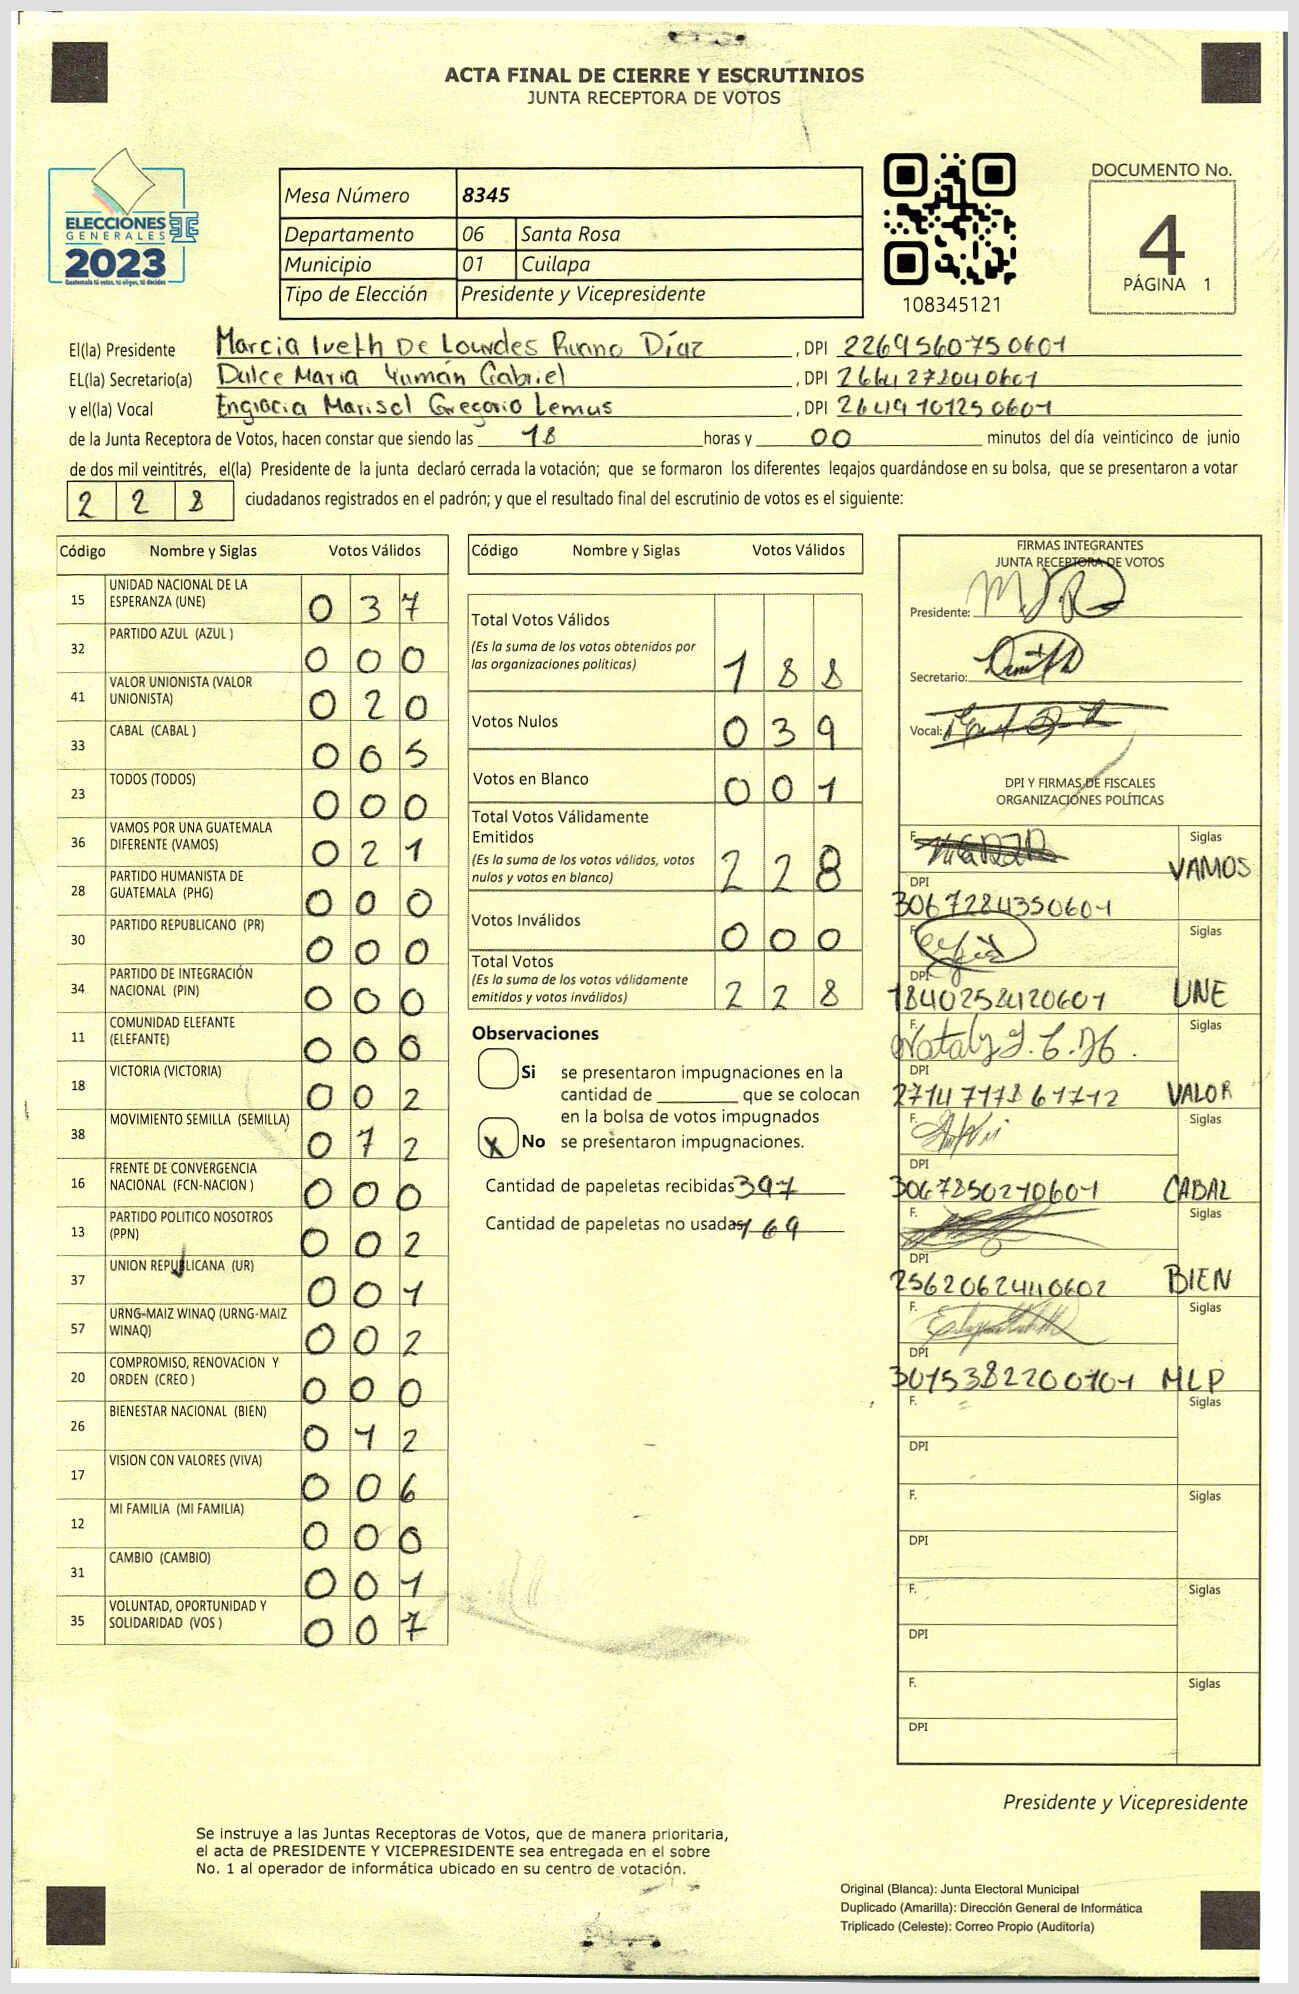 ACTA FINAL DE CIERRE Y ESCRUTINIOS
JUNTA RECEPTORA DE VOTOS
ELECCIONES
GENERALES
2023
Guatemala tú votas, tú eliges, tú decides
Mesa Número 8345
Departamento 06 Santa Rosa
Municipio 01 Cuilapa
Tipo de Elección Presidente y Vicepresidente
108345121
DOCUMENTO No.
4
PÁGINA 1
El(la) Presidente Marcia Iveth De Lourdes Ruano Díaz, DPI 2269560750601
EL(la) Secretario(a) Dulce Maria Yumán Gabriel, DPI 2664278040601
y el(la) Vocal Engracia Marisol Gregorio Lemus, DPI 2649101250601
de la Junta Receptora de Votos, hacen constar que siendo las 18 horas y 00 minutos del día veinticinco de junio
de dos mil veintitrés, el(la) Presidente de la junta declaró cerrada la votación; que se formaron los diferentes legajos guardándose en su bolsa, que se presentaron a votar
2 2 8 ciudadanos registrados en el padrón; y que el resultado final del escrutinio de votos es el siguiente:
Código Nombre y Siglas Votos Válidos
15 UNIDAD NACIONAL DE LA
ESPERANZA (UNE) 0 3 7
32 PARTIDO AZUL (AZUL ) 0 0 0
41 VALOR UNIONISTA (VALOR
UNIONISTA) 0 2 0
33 CABAL (CABAL ) 0 0 5
23 TODOS (TODOS) 0 0 0
36 VAMOS POR UNA GUATEMALA
DIFERENTE (VAMOS) 0 2 1
28 PARTIDO HUMANISTA DE
GUATEMALA (PHG) 0 0 0
30 PARTIDO REPUBLICANO (PR) 0 0 0
34 PARTIDO DE INTEGRACIÓN
NACIONAL (PIN) 0 0 0
11 COMUNIDAD ELEFANTE
(ELEFANTE) 0 0 0
18 VICTORIA (VICTORIA) 0 0 2
38 MOVIMIENTO SEMILLA (SEMILLA) 0 7 2
16 FRENTE DE CONVERGENCIA
NACIONAL (FCN-NACION ) 0 0 0
13 PARTIDO POLITICO NOSOTROS
(PPN) 0 0 2
37 UNION REPUBLICANA (UR) 0 0 1
57 URNG-MAIZ WINAQ (URNG-MAIZ
WINAQ) 0 0 2
20 COMPROMISO, RENOVACION Y
ORDEN (CREO ) 0 0 0
26 BIENESTAR NACIONAL (BIEN) 0 1 2
17 VISION CON VALORES (VIVA) 0 0 6
12 MI FAMILIA (MI FAMILIA) 0 0 0
31 CAMBIO (CAMBIO) 0 0 1
35 VOLUNTAD, OPORTUNIDAD Y
SOLIDARIDAD (VOS ) 0 0 7
Código Nombre y Siglas Votos Válidos
Total Votos Válidos
(Es la suma de los votos obtenidos por
las organizaciones políticas) 1 8 8
Votos Nulos 0 3 9
Votos en Blanco 0 0 1
Total Votos Válidamente
Emitidos
(Es la suma de los votos válidos, votos
nulos y votos en blanco) 2 2 8
Votos Inválidos 0 0 0
Total Votos
(Es la suma de los votos válidamente
emitidos y votos inválidos) 2 2 8
Observaciones
Si se presentaron impugnaciones en la
cantidad de ________ que se colocan
en la bolsa de votos impugnados
X No se presentaron impugnaciones.
Cantidad de papeletas recibidas 397
Cantidad de papeletas no usadas 169
FIRMAS INTEGRANTES
JUNTA RECEPTORA DE VOTOS
Presidente:
Secretario:
Vocal:
DPI Y FIRMAS DE FISCALES
ORGANIZACIONES POLÍTICAS
F. Siglas
VAMOS
DPI
3067284350601
F. Siglas
DPI
1840258420601 UNE
F. Siglas
DPI
2714711861712 VALOR
F. Siglas
DPI
3067850270601 CABAL
F. Siglas
DPI
2562062440602 BIEN
F. Siglas
DPI
3015382200101 MLP
F. Siglas
DPI
F. Siglas
DPI
F. Siglas
DPI
F. Siglas
DPI
Presidente y Vicepresidente
Se instruye a las Juntas Receptoras de Votos, que de manera prioritaria,
el acta de PRESIDENTE Y VICEPRESIDENTE sea entregada en el sobre
No. 1 al operador de informática ubicado en su centro de votación.
Original (Blanca): Junta Electoral Municipal
Duplicado (Amarilla): Dirección General de Informática
Triplicado (Celeste): Correo Propio (Auditoría)